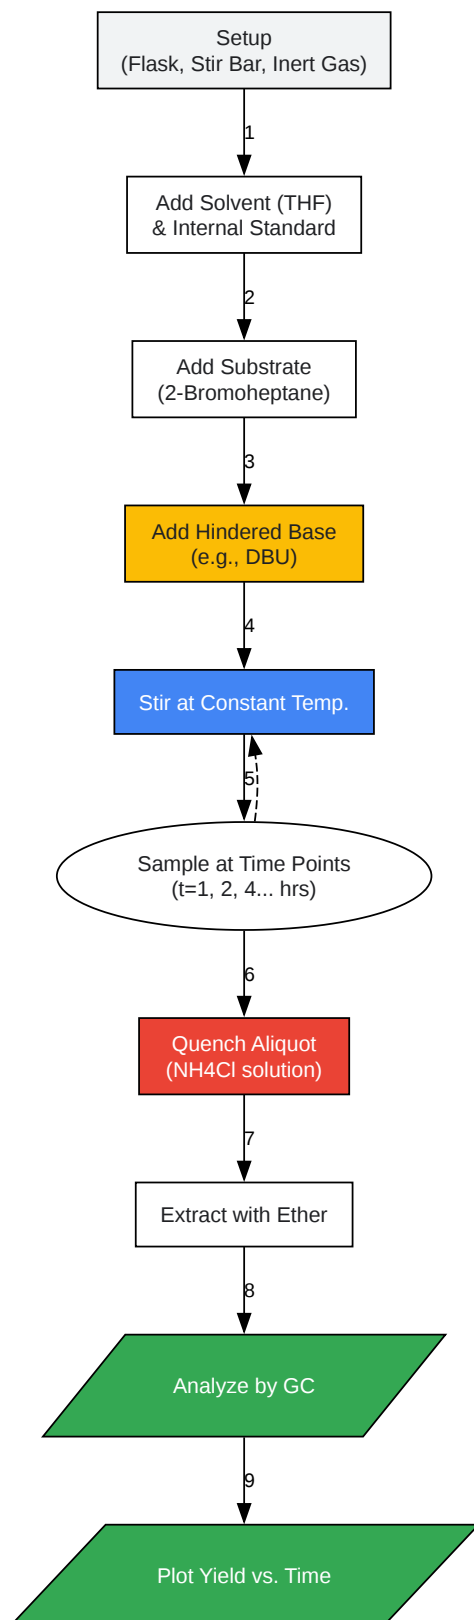 Setup
(Flask, Stir Bar, Inert Gas)
1
Add Solvent (THF)
& Internal Standard
2
Add Substrate
(2-Bromoheptane)
3
Add Hindered Base
(e.g., DBU)
4
Stir at Constant Temp.
5
Sample at Time Points
(t=1, 2, 4... hrs)
6
Quench Aliquot
(NH4Cl solution)
7
Extract with Ether
8
Analyze by GC
9
Plot Yield vs. Time